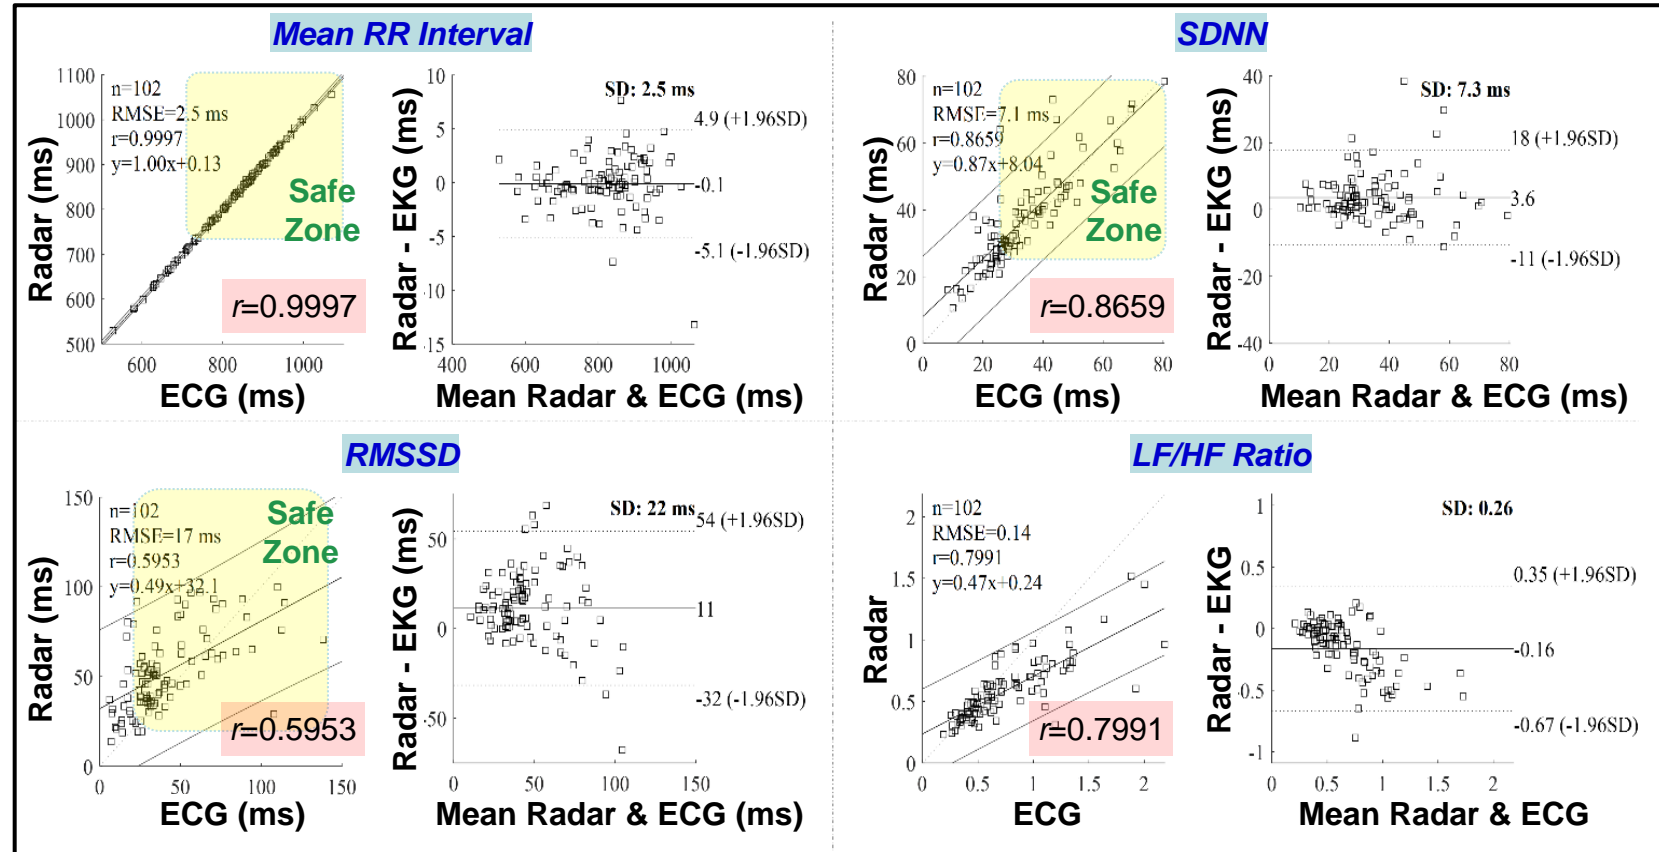 Mean RR Interval
1100
1000
900
800
700
600
500
Radar (ms)
n=102
RMSE=2.5 ms
r=0.9997
y=1.00x+0.13
Safe
Zone
r=0.9997
600
800
1000
ECG (ms)
10
5
0
-5
-10
-15
Radar - EKG (ms)
SD: 2.5 ms
4.9 (+1.96SD)
-0.1
-5.1 (-1.96SD)
400
600
800
1000
Mean Radar & ECG (ms)
SDNN
80
60
40
20
0
Radar (ms)
n=102
RMSE=7.1 ms
r=0.8659
y=0.87x+8.04
Safe
Zone
r=0.8659
0
20
40
60
80
ECG (ms)
40
20
0
-20
-40
Radar - EKG (ms)
SD: 7.3 ms
18 (+1.96SD)
3.6
-11 (-1.96SD)
0
20
40
60
80
Mean Radar & ECG (ms)
RMSSD
150
100
50
0
Radar (ms)
n=102
RMSE=17 ms
r=0.5953
y=0.49x+32.1
Safe
Zone
r=0.5953
0
50
100
150
ECG (ms)
50
0
-50
Radar - EKG (ms)
SD: 22 ms
54 (+1.96SD)
11
-32 (-1.96SD)
0
50
100
150
Mean Radar & ECG (ms)
LF/HF Ratio
2
1.5
1
0.5
0
Radar
n=102
RMSE=0.14
r=0.7991
y=0.47x+0.24
r=0.7991
0
0.5
1
1.5
2
ECG
1
0.5
0
-0.5
-1
Radar - EKG
SD: 0.26
0.35 (+1.96SD)
-0.16
-0.67 (-1.96SD)
0
0.5
1
1.5
2
Mean Radar & ECG